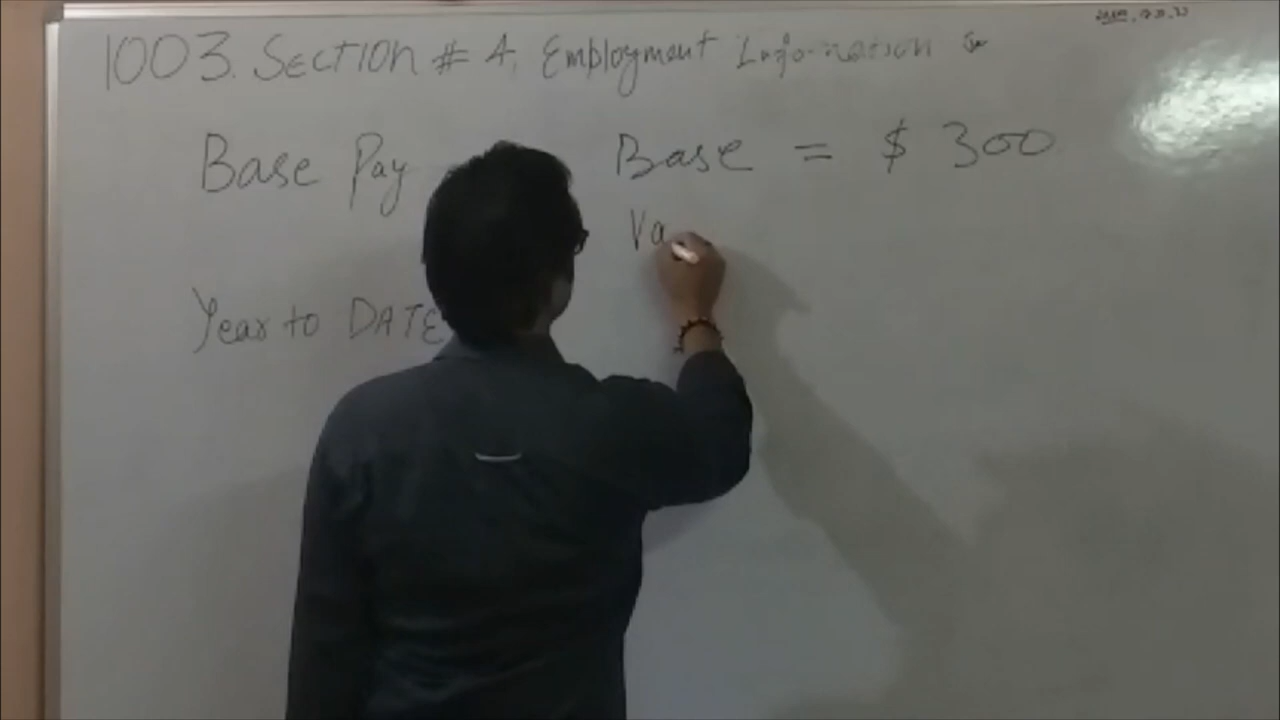 1003. SECTION # 4. Employment Information
Base Pay Base = $ 300
Va
Year to DATE